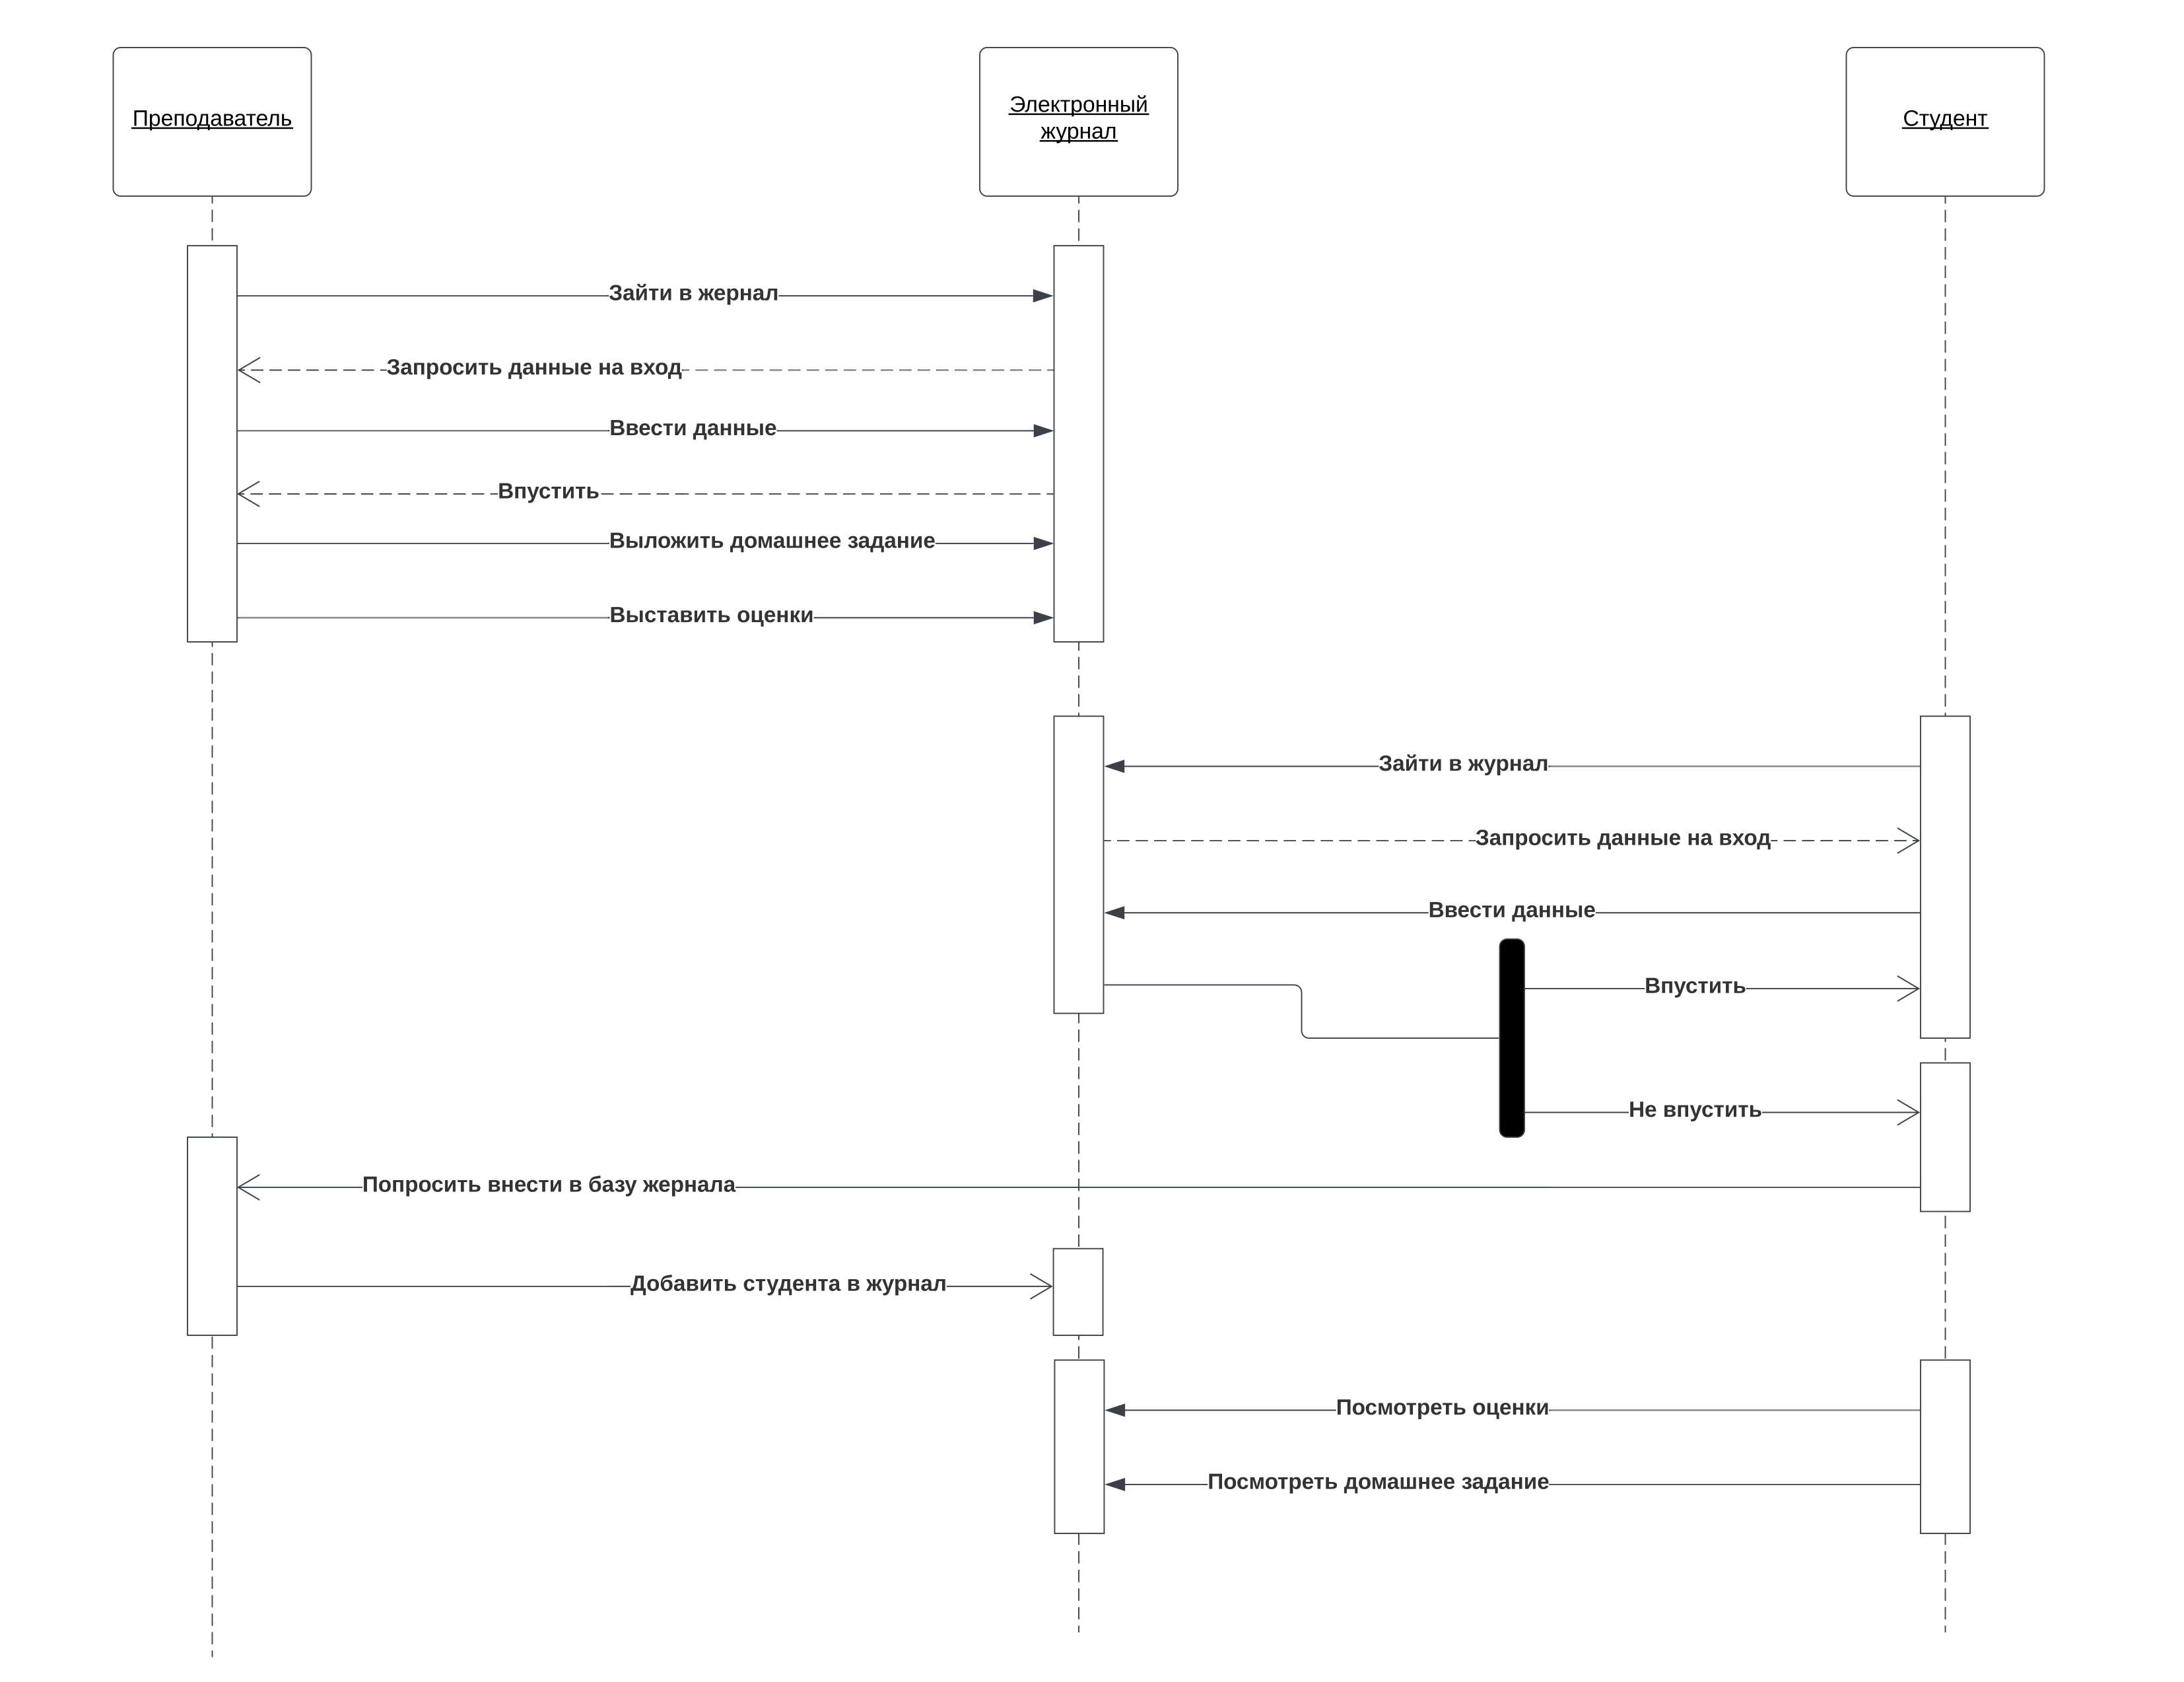 Преподаватель
Электронный
журнал
Студент
Зайти в жернал
Запросить данные на вход
Ввести данные
Впустить
Выложить домашнее задание
Выставить оценки
Зайти в журнал
Запросить данные на вход
Ввести данные
Впустить
Не впустить
Попросить внести в базу жернала
Добавить студента в журнал
Посмотреть оценки
Посмотреть домашнее задание